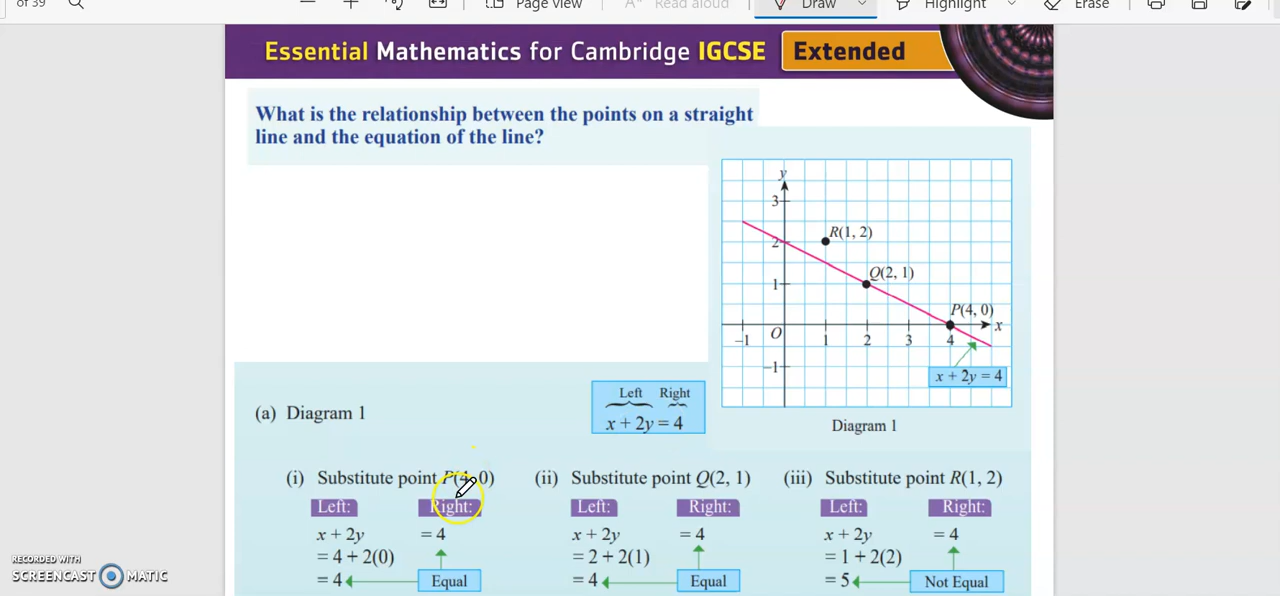 of 39
Page view
Read aloud
Draw
Highlight
Erase
Essential Mathematics for Cambridge IGCSE Extended
What is the relationship between the points on a straight
line and the equation of the line?
y
3
R(1, 2)
2
Q(2, 1)
1
P(4, 0)
x
O
-1 1 2 3 4
-1
x + 2y = 4
Diagram 1
(a) Diagram 1
Left Right
x + 2y = 4
(i) Substitute point P(4, 0) (ii) Substitute point Q(2, 1) (iii) Substitute point R(1, 2)
Left: Right: Left: Right: Left: Right:
x + 2y = 4 x + 2y = 4 x + 2y = 4
= 4 + 2(0) = 2 + 2(1) = 1 + 2(2)
= 4 Equal = 4 Equal = 5 Not Equal
RECORDED WITH
SCREENCAST MATIC